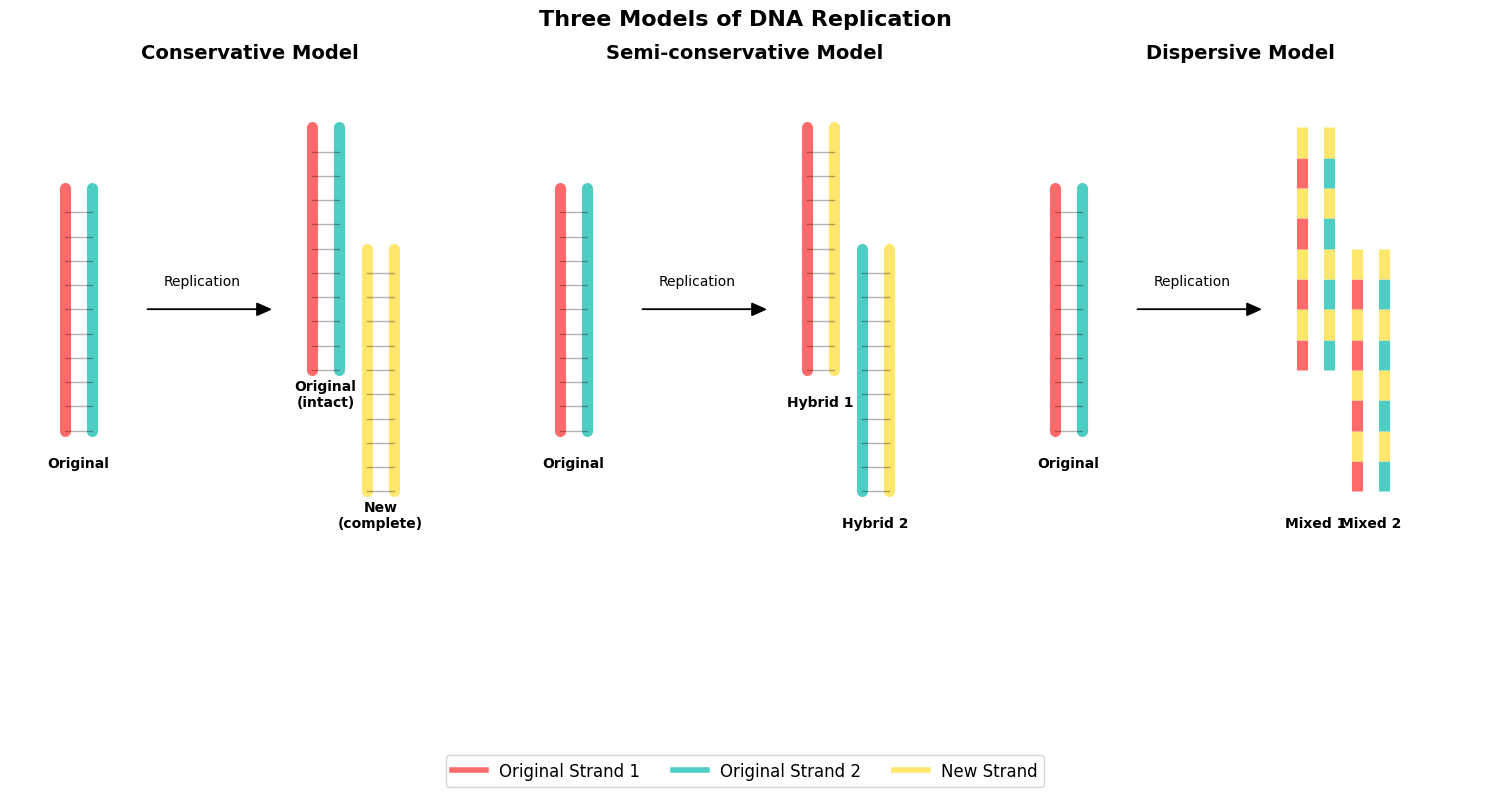 Three Models of DNA Replication
Conservative Model
Replication
Original
Original
(intact)
New
(complete)
Semi-conservative Model
Replication
Original
Hybrid 1
Hybrid 2
Dispersive Model
Replication
Original
Mixed 1
Mixed 2
Original Strand 1
Original Strand 2
New Strand